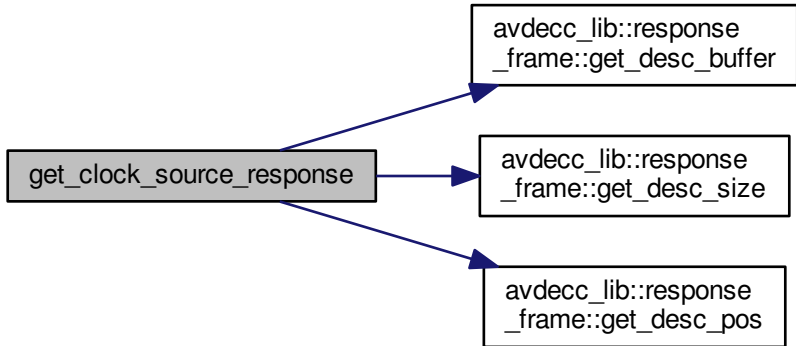 avdecc_lib::response
_frame::get_desc_buffer
get_clock_source_response
avdecc_lib::response
_frame::get_desc_size
avdecc_lib::response
_frame::get_desc_pos